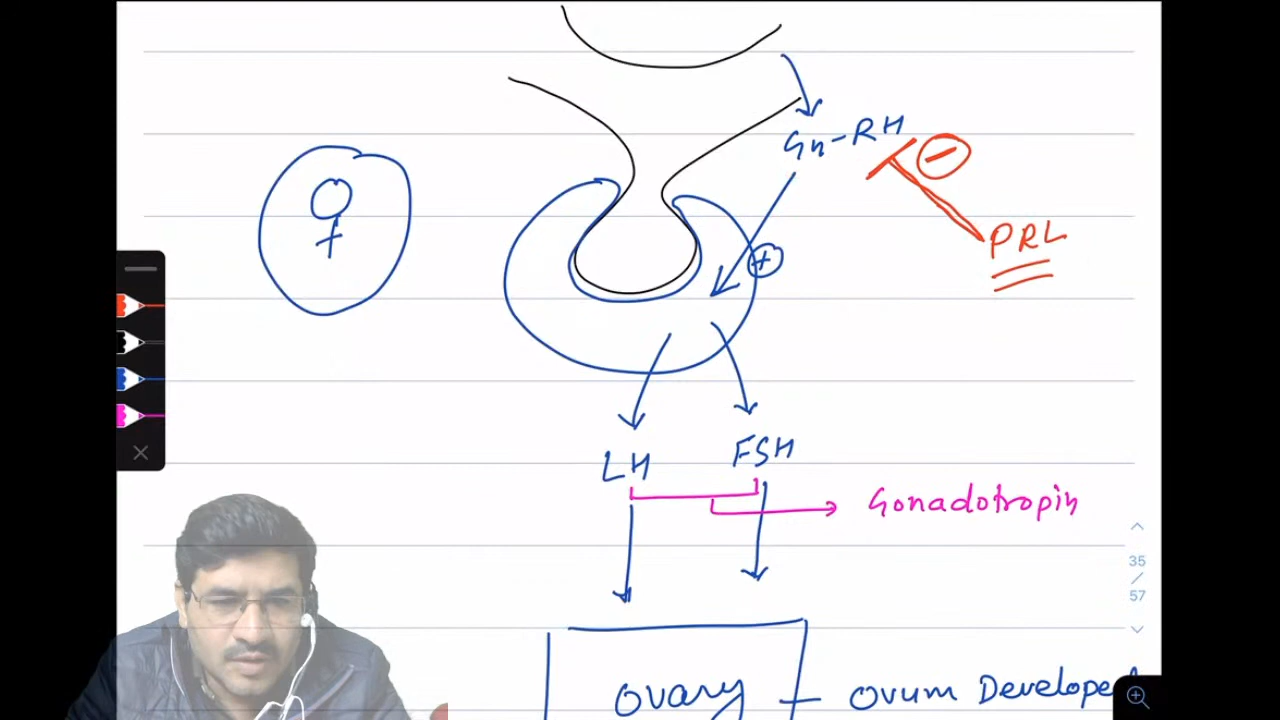 Gn-RH
PRL
+
LH FSH
Gonadotropin
35
/
57
Ovary - Ovum Develope